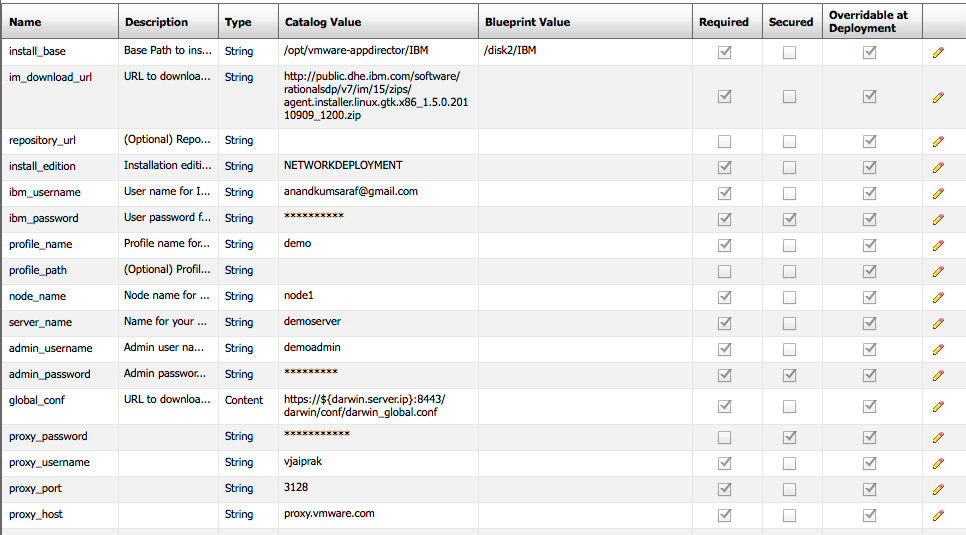 Name Description Type Catalog Value Blueprint Value Required Secured Overridable at
Deployment
install_base Base Path to ins... String /opt/vmware-appdirector/IBM /disk2/IBM
im_download_url URL to downloa... String http://public.dhe.ibm.com/software/
rationalsdp/v7/im/15/zips/
agent.installer.linux.gtk.x86_1.5.0.201
10909_1200.zip
repository_url (Optional) Repo... String
install_edition Installation editi... String NETWORKDEPLOYMENT
ibm_username User name for I... String anandkumsaraf@gmail.com
ibm_password User password f... String **********
profile_name Profile name for... String demo
profile_path (Optional) Profil... String
node_name Node name for ... String node1
server_name Name for your ... String demoserver
admin_username Admin user na... String demoadmin
admin_password Admin passwor... String *********
global_conf URL to downloa... Content https://${darwin.server.ip}:8443/
darwin/conf/darwin_global.conf
proxy_password String ***********
proxy_username String vjaiprak
proxy_port String 3128
proxy_host String proxy.vmware.com